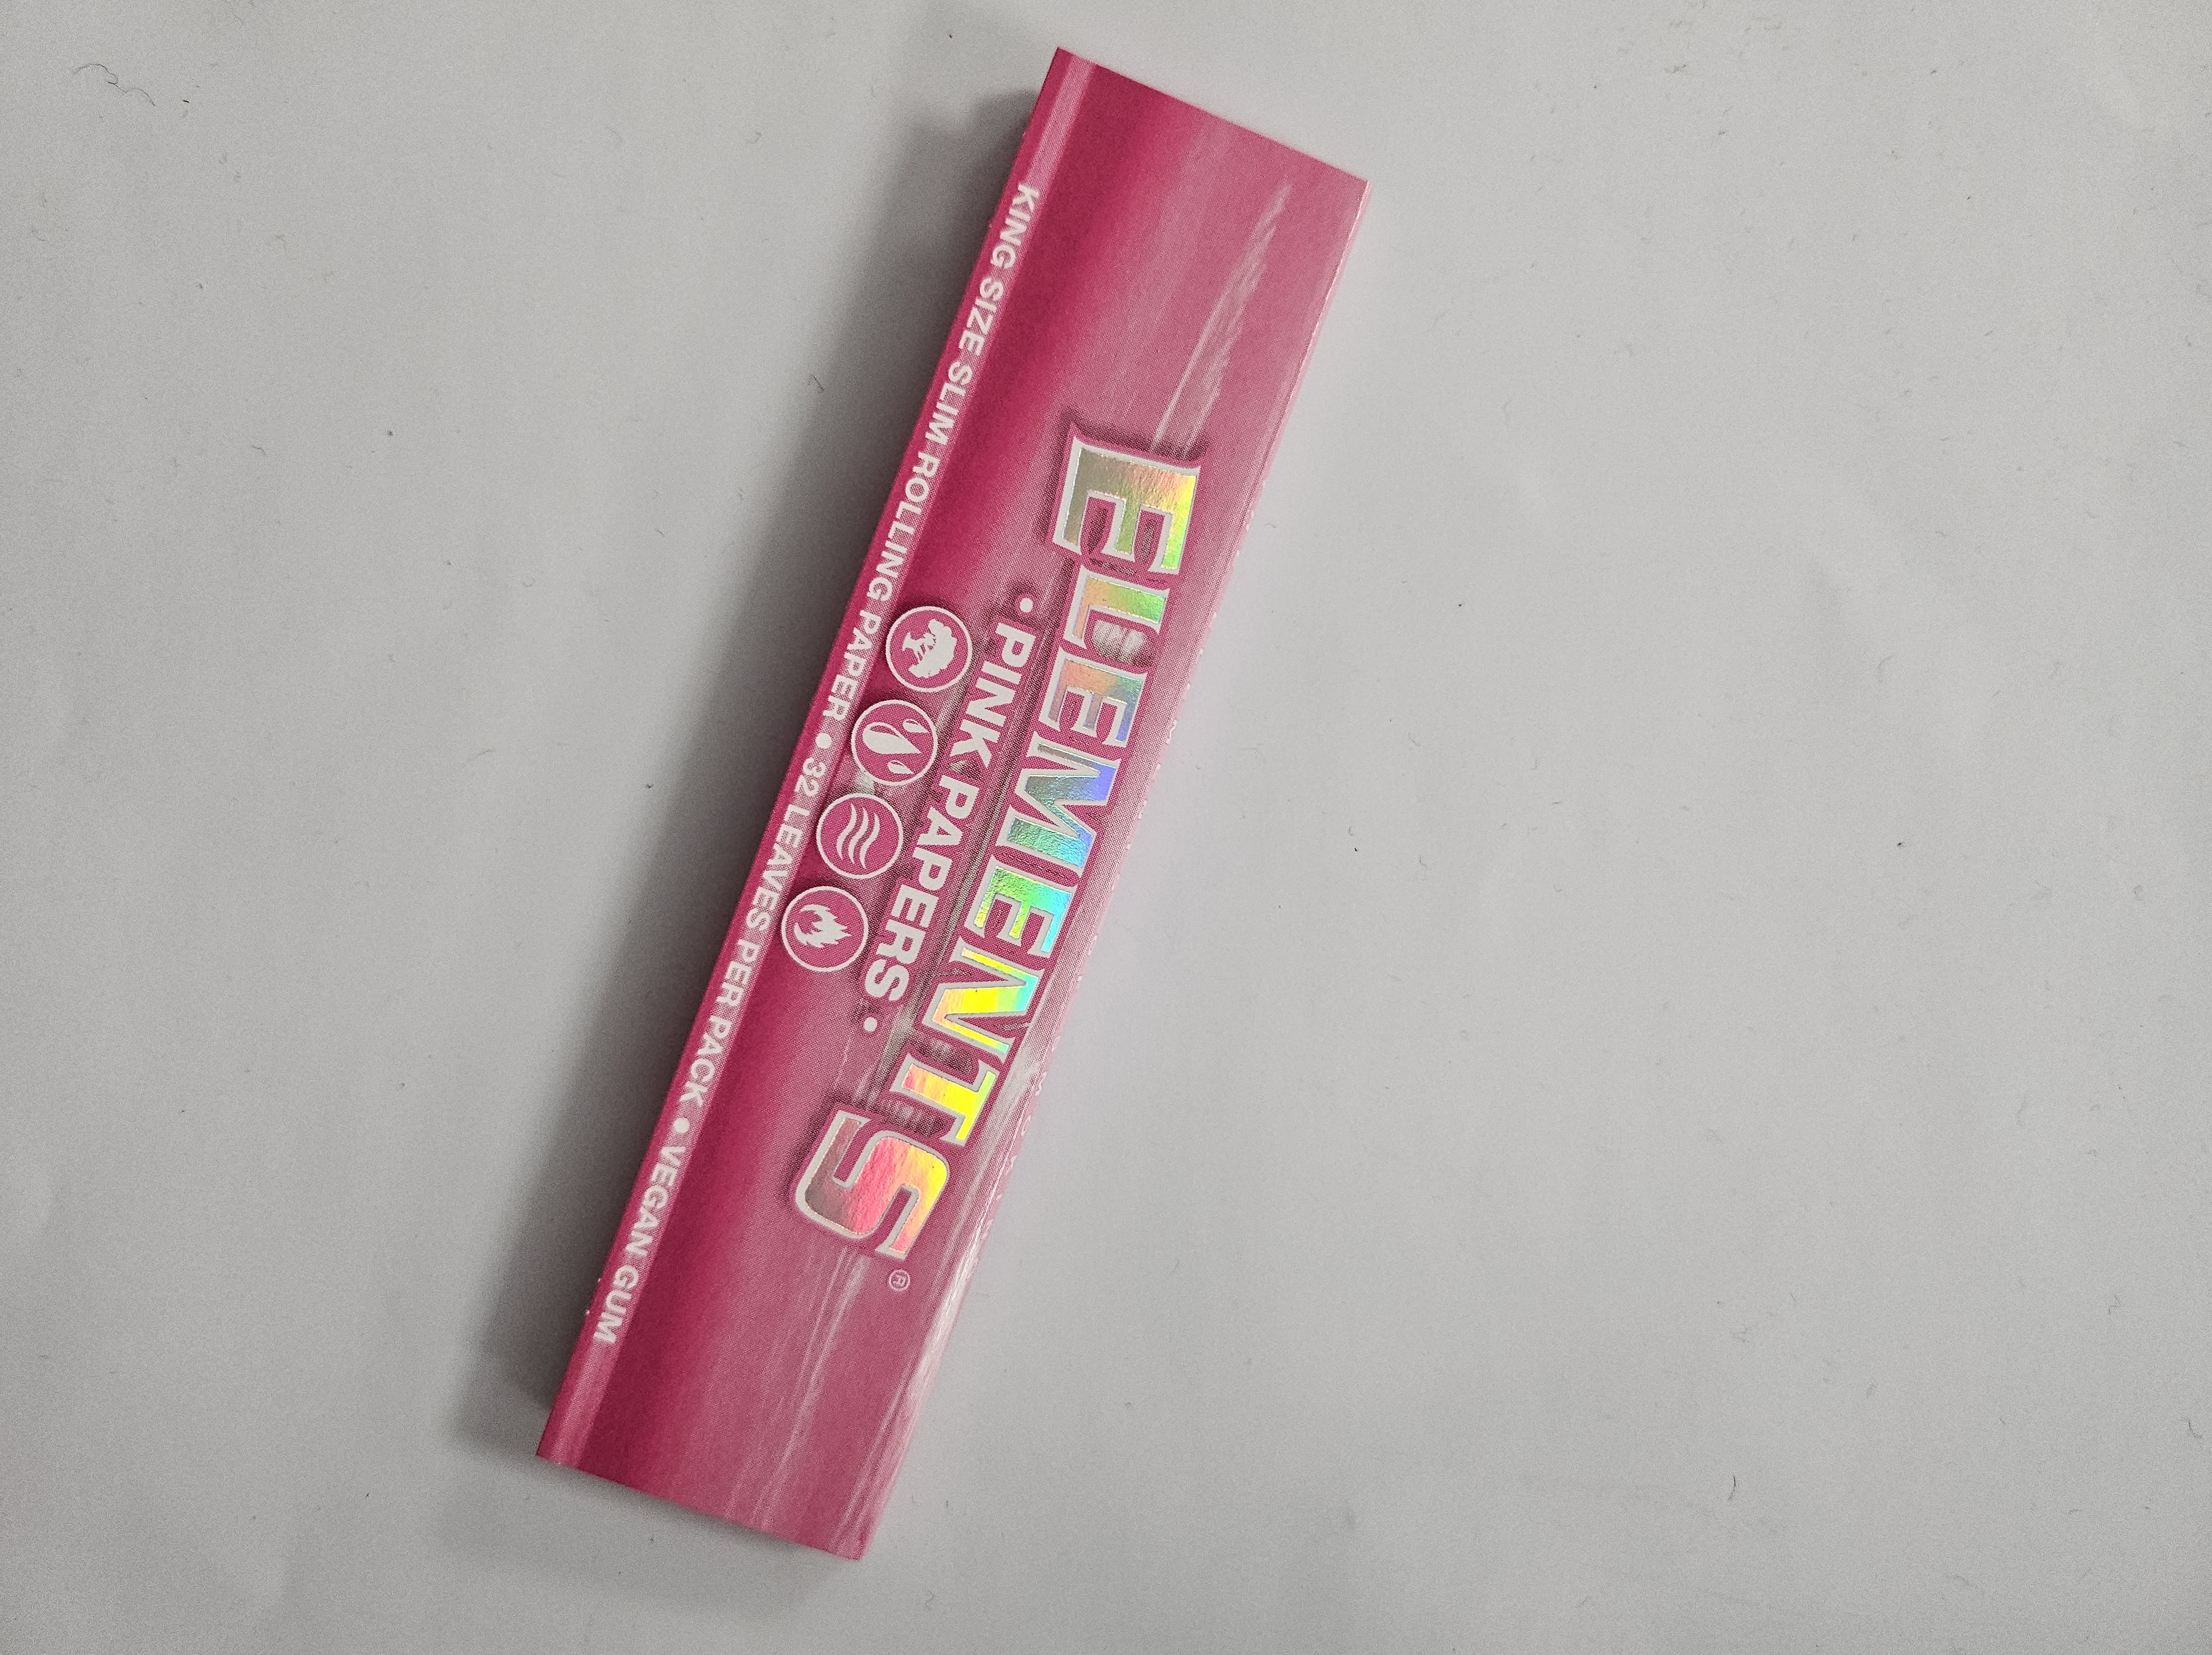 ELEMENTS®
• PINK PAPERS •
KING SIZE SLIM ROLLING PAPER • 32 LEAVES PER PACK • VEGAN GUM